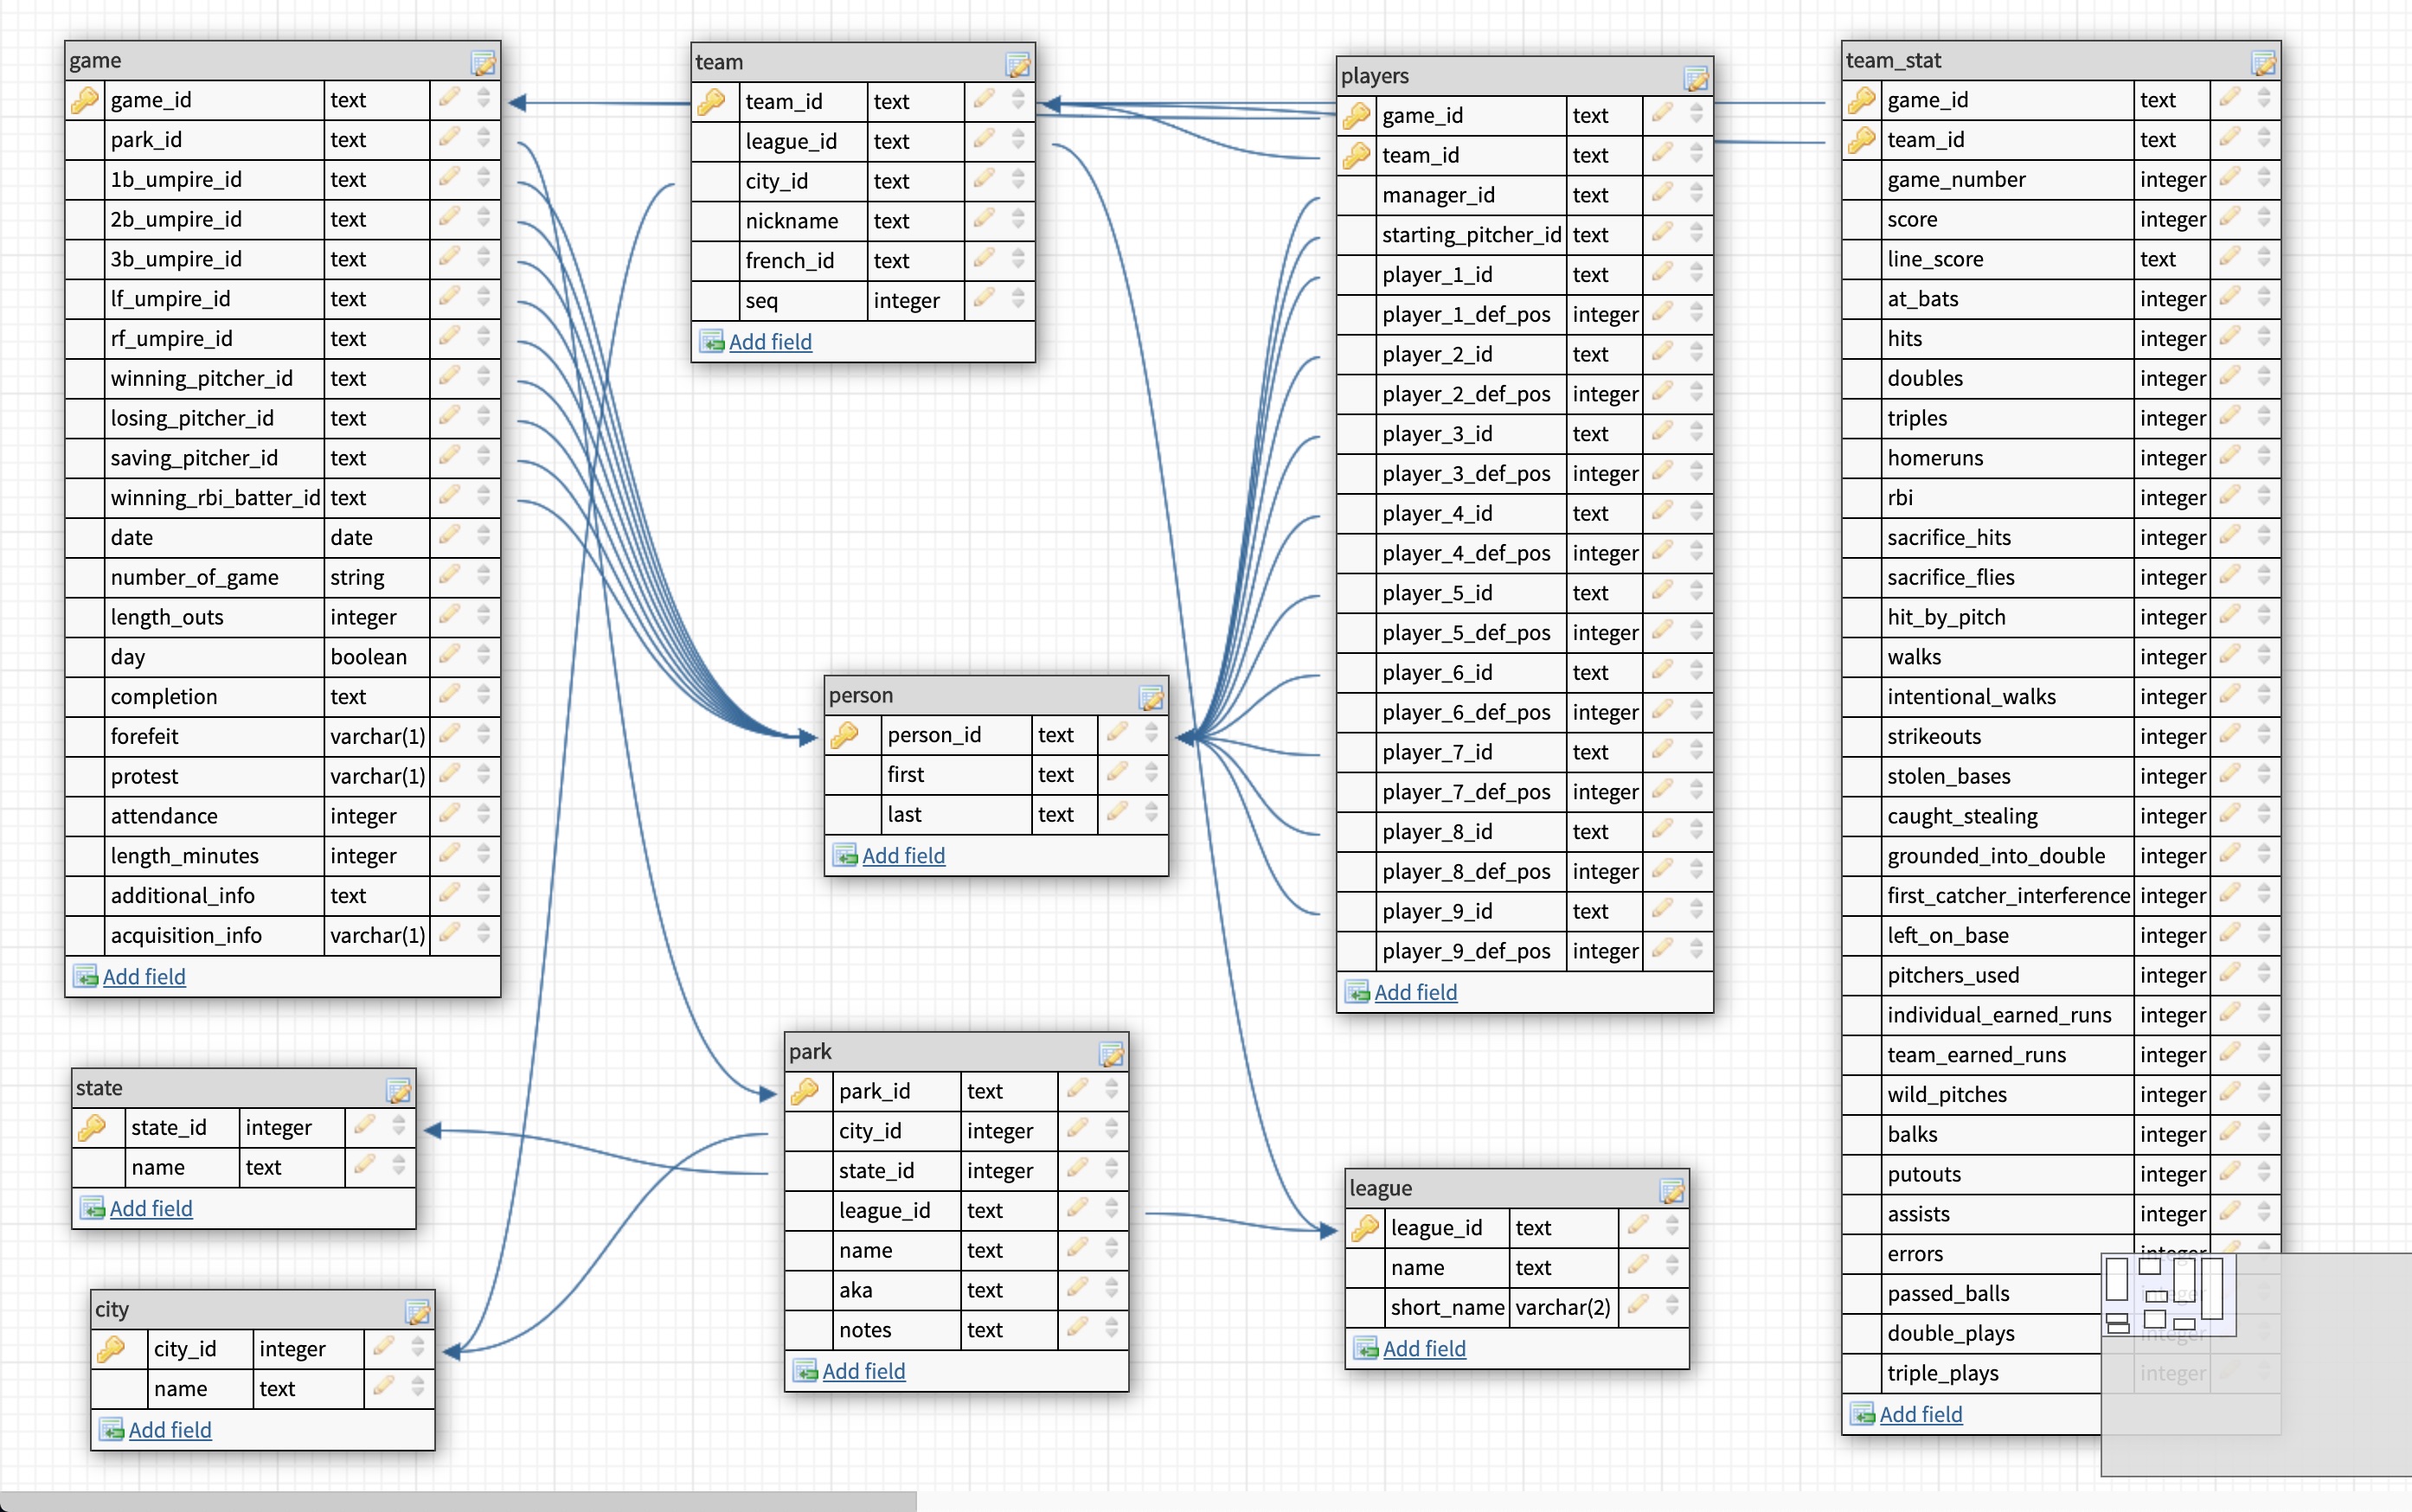 game
game_id text
park_id text
1b_umpire_id text
2b_umpire_id text
3b_umpire_id text
lf_umpire_id text
rf_umpire_id text
winning_pitcher_id text
losing_pitcher_id text
saving_pitcher_id text
winning_rbi_batter_id text
date date
number_of_game string
length_outs integer
day boolean
completion text
forefeit varchar(1)
protest varchar(1)
attendance integer
length_minutes integer
additional_info text
acquisition_info varchar(1)
Add field
team
team_id text
league_id text
city_id text
nickname text
french_id text
seq integer
Add field
players
game_id text
team_id text
manager_id text
starting_pitcher_id text
player_1_id text
player_1_def_pos integer
player_2_id text
player_2_def_pos integer
player_3_id text
player_3_def_pos integer
player_4_id text
player_4_def_pos integer
player_5_id text
player_5_def_pos integer
player_6_id text
player_6_def_pos integer
player_7_id text
player_7_def_pos integer
player_8_id text
player_8_def_pos integer
player_9_id text
player_9_def_pos integer
Add field
team_stat
game_id text
team_id text
game_number integer
score integer
line_score text
at_bats integer
hits integer
doubles integer
triples integer
homeruns integer
rbi integer
sacrifice_hits integer
sacrifice_flies integer
hit_by_pitch integer
walks integer
intentional_walks integer
strikeouts integer
stolen_bases integer
caught_stealing integer
grounded_into_double integer
first_catcher_interference integer
left_on_base integer
pitchers_used integer
individual_earned_runs integer
team_earned_runs integer
wild_pitches integer
balks integer
putouts integer
assists integer
errors integer
passed_balls integer
double_plays integer
triple_plays integer
Add field
person
person_id text
first text
last text
Add field
state
state_id integer
name text
Add field
park
park_id text
city_id integer
state_id integer
league_id text
name text
aka text
notes text
Add field
league
league_id text
name text
short_name varchar(2)
Add field
city
city_id integer
name text
Add field